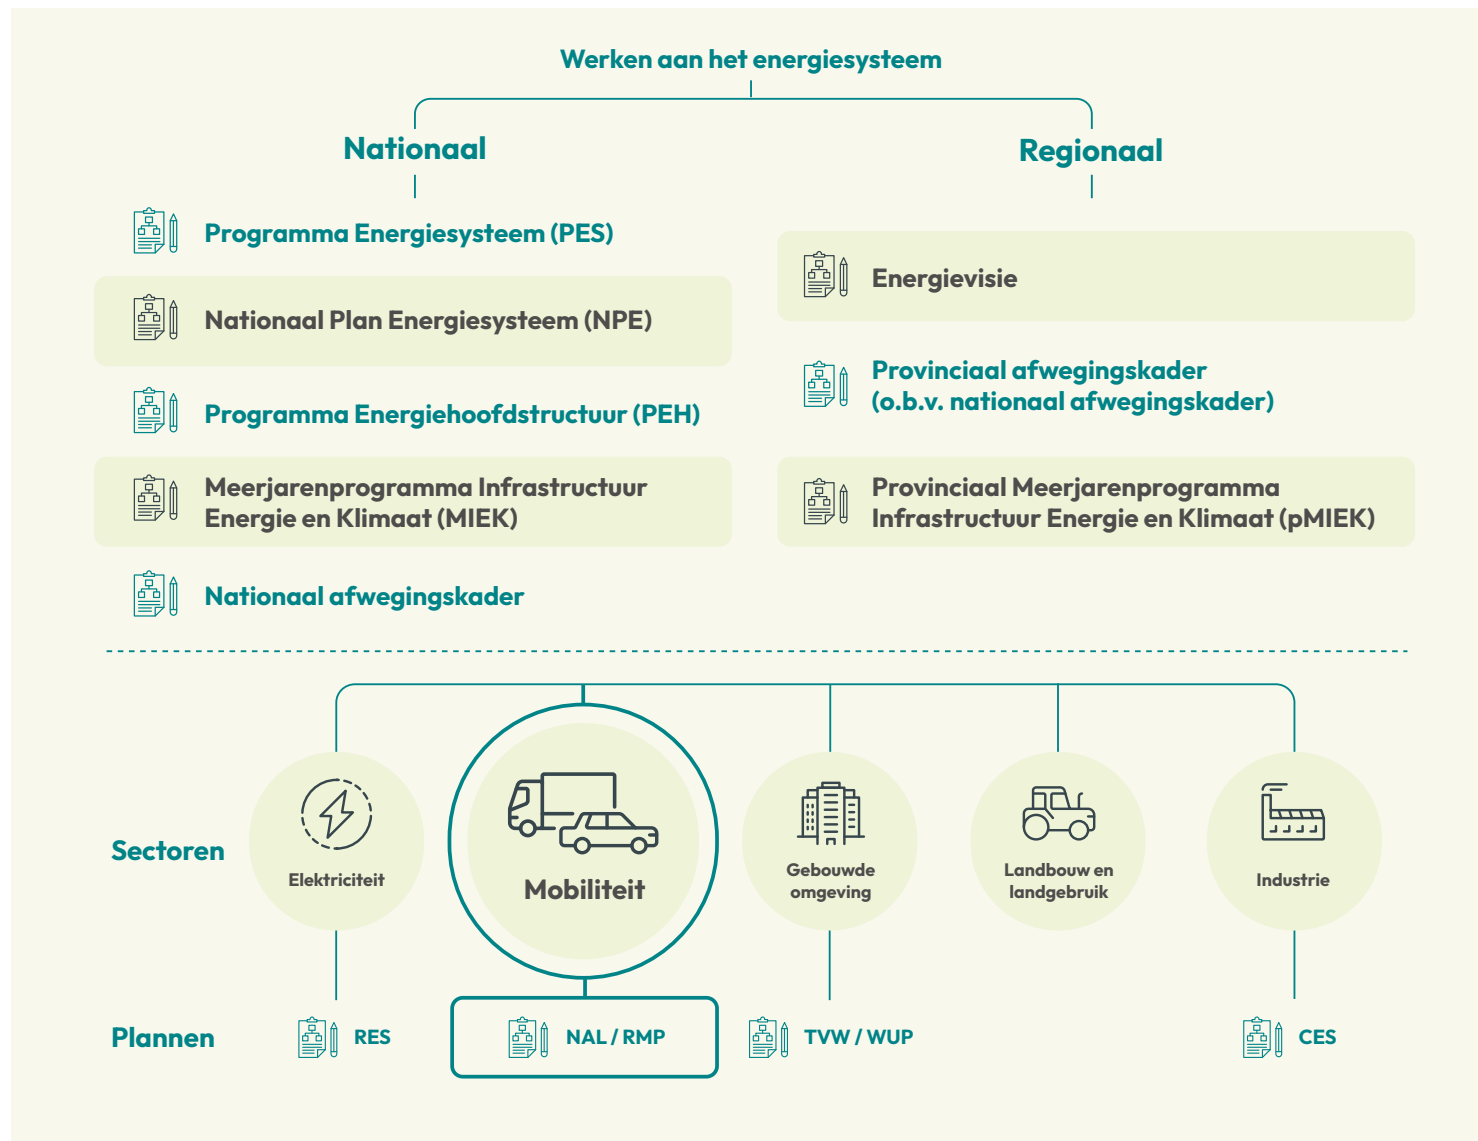 Werken aan het energiesysteem
Nationaal
Programma Energiesysteem (PES)
Nationaal Plan Energiesysteem (NPE)
Programma Energiehoofdstructuur (PEH)
Meerjarenprogramma Infrastructuur
Energie en Klimaat (MIEK)
Nationaal afwegingskader
Regionaal
Energievisie
Provinciaal afwegingskader
(o.b.v. nationaal afwegingskader)
Provinciaal Meerjarenprogramma
Infrastructuur Energie en Klimaat (pMIEK)
Sectoren
Elektriciteit
Mobiliteit
Gebouwde
omgeving
Landbouw en
landgebruik
Industrie
Plannen
RES
NAL / RMP
TVW / WUP
CES